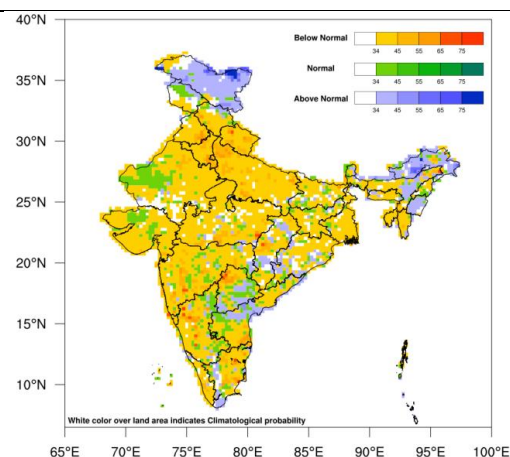 40°N
35°N
30°N
25°N
20°N
15°N
10°N
Below Normal
34 45 55 65 75
Normal
34 45 55 65 75
Above Normal
34 45 55 65 75
White color over land area indicates Climatological probability
65°E 70°E 75°E 80°E 85°E 90°E 95°E 100°E